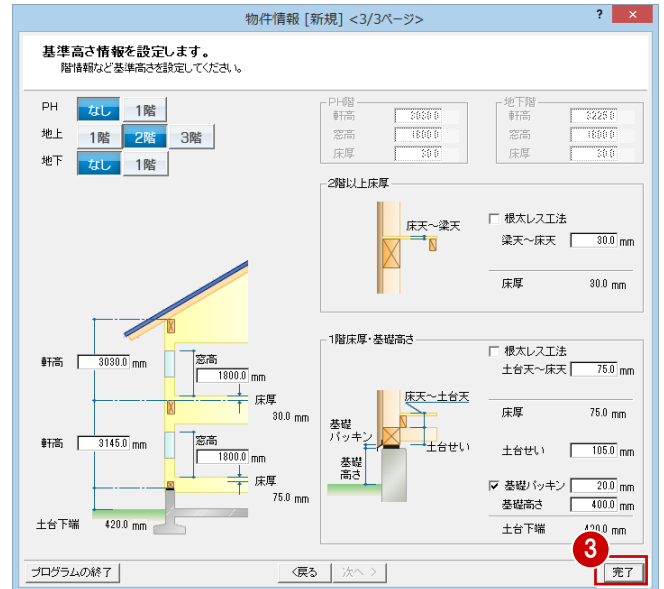 物件情報 [新規] <3/3ページ>
? ×
基準高さ情報を設定します。
階情報など基準高さを設定してください。
PH なし 1階
地上 1階 2階 3階
地下 なし 1階
PH階
軒高 3030.0
窓高 1800.0
床厚 30.0
地下階
軒高 3225.0
窓高 1800.0
床厚 30.0
2階以上床厚
床天～梁天
根太レス工法
梁天～床天 30.0 mm
床厚 30.0 mm
軒高 3030.0 mm
窓高
1800.0 mm
床厚
30.0 mm
軒高 3145.0 mm
窓高
1800.0 mm
床厚
75.0 mm
土台下端 420.0 mm
1階床厚・基礎高さ
床天～土台天
基礎
パッキン
土台せい
基礎
高さ
根太レス工法
土台天～床天 75.0 mm
床厚 75.0 mm
土台せい 105.0 mm
基礎パッキン 20.0 mm
基礎高さ 400.0 mm
土台下端 420.0 mm
3
プログラムの終了 <戻る 次へ > 完了